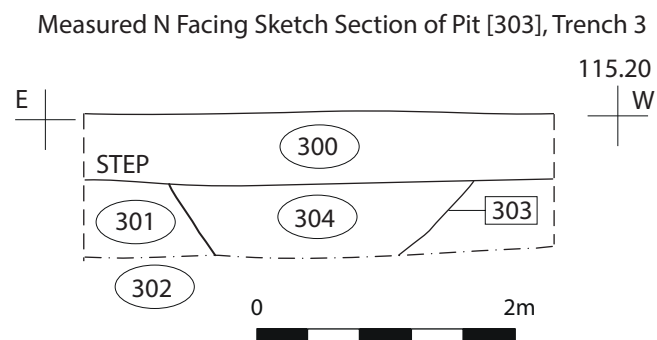 Measured N Facing Sketch Section of Pit [303], Trench 3
115.20
E
W
300
STEP
301
304
303
302
0
2m